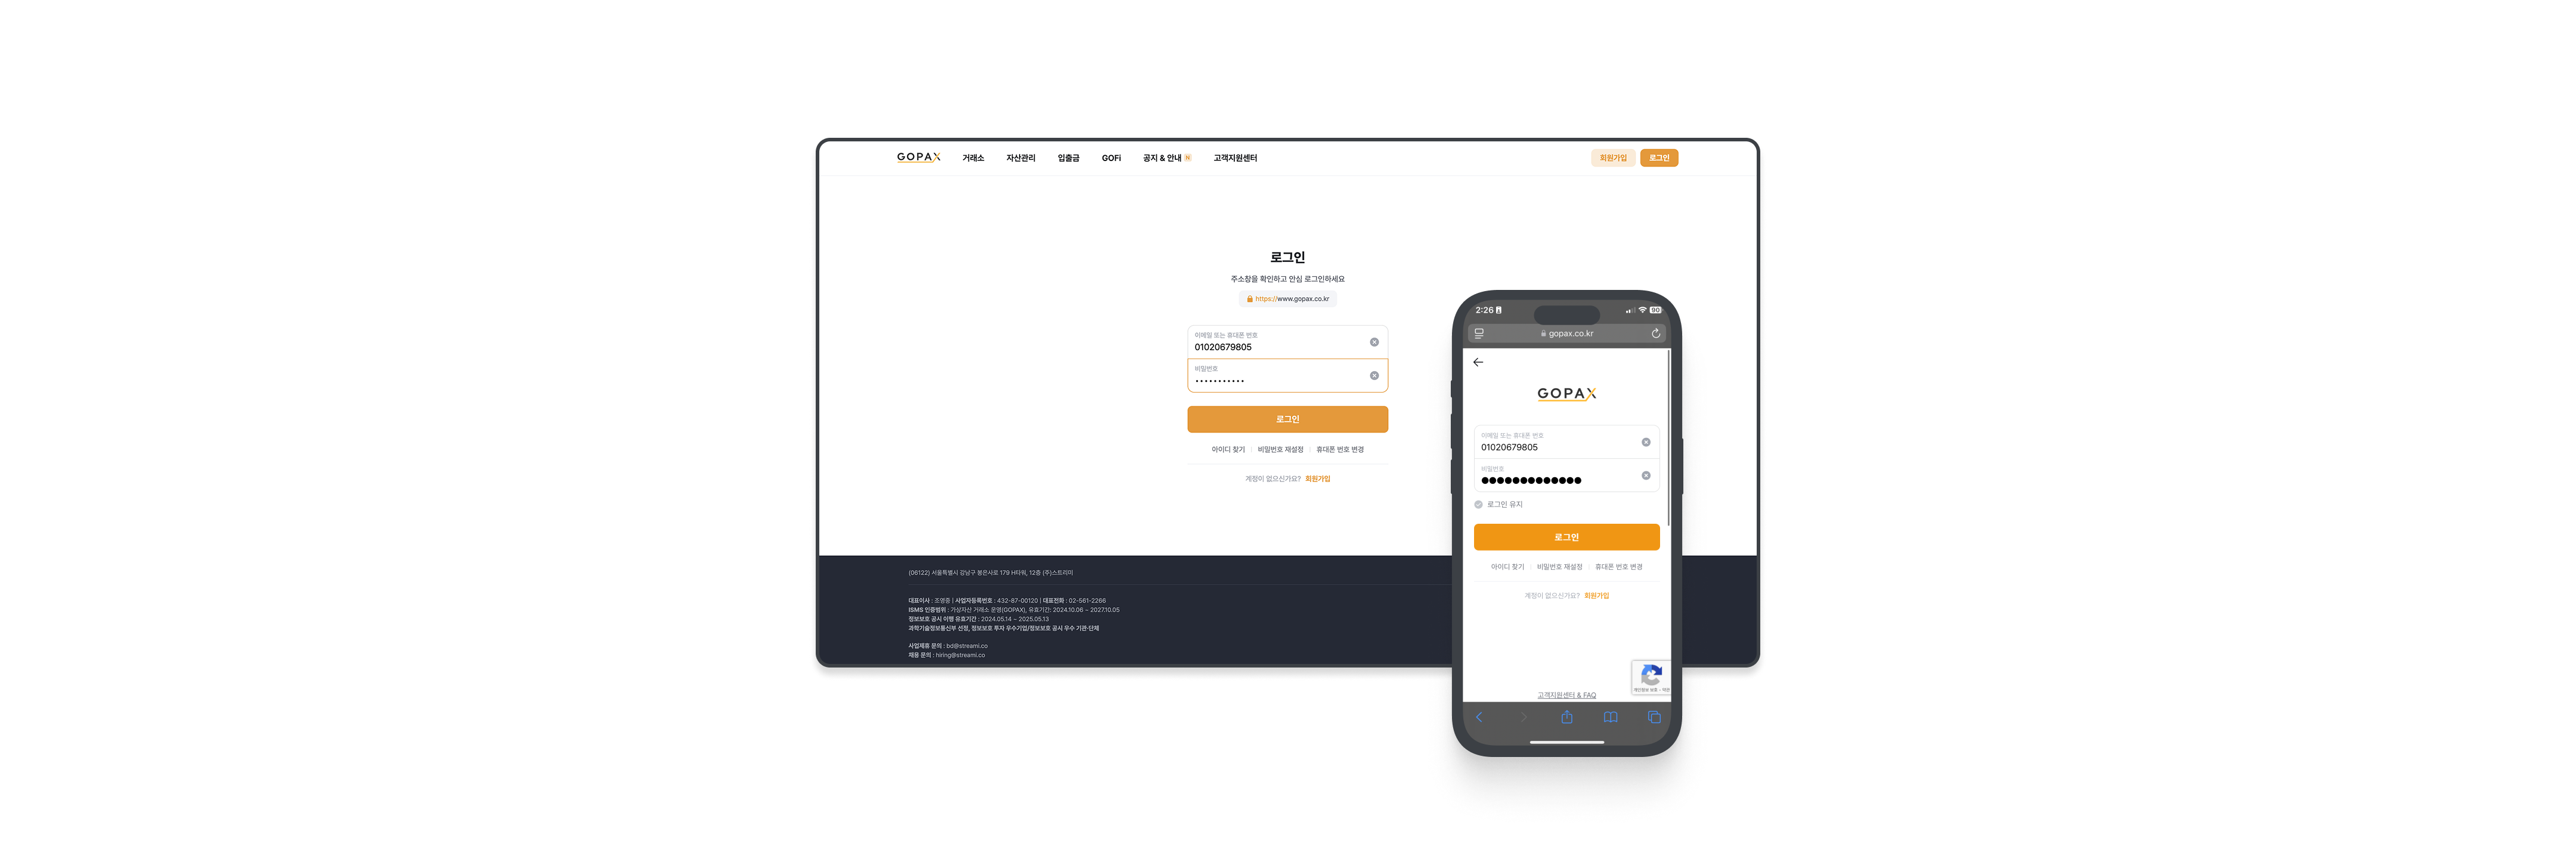 GOPAX 거래소 자산관리 입출금 GOFi 공지 & 안내 N 고객지원센터 회원가입 로그인
로그인
주소창을 확인하고 안심 로그인하세요
https://www.gopax.co.kr
이메일 또는 휴대폰 번호
01020679805
비밀번호
•••••••••••
로그인
아이디 찾기 | 비밀번호 재설정 | 휴대폰 번호 변경
계정이 없으신가요? 회원가입
(06122) 서울특별시 강남구 봉은사로 179 H타워, 12층 (주)스트리미
대표이사 : 조영중 | 사업자등록번호 : 432-87-00120 | 대표전화 : 02-561-2266
ISMS 인증범위 : 가상자산 거래소 운영(GOPAX), 유효기간: 2024.10.06 ~ 2027.10.05
정보보호 공시 이행 유효기간 : 2024.05.14 ~ 2025.05.13
과학기술정보통신부 선정, 정보보호 투자 우수기업/정보보호 공시 우수 기관·단체
사업제휴 문의 : bd@streami.co
채용 문의 : hiring@streami.co
2:26 90
gopax.co.kr
GOPAX
이메일 또는 휴대폰 번호
01020679805
비밀번호
●●●●●●●●●●●●●
로그인 유지
로그인
아이디 찾기 | 비밀번호 재설정 | 휴대폰 번호 변경
계정이 없으신가요? 회원가입
개인정보 보호 - 약관
고객지원센터 & FAQ